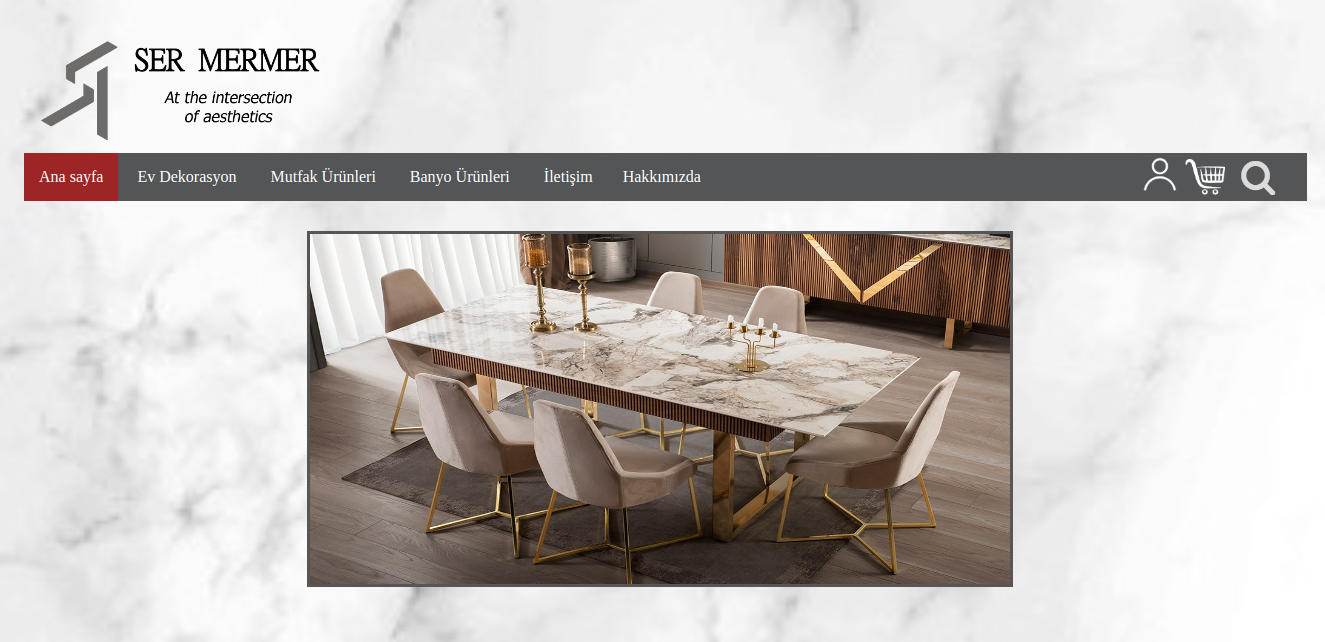 SER MERMER
At the intersection
of aesthetics
Ana sayfa Ev Dekorasyon Mutfak Ürünleri Banyo Ürünleri İletişim Hakkımızda